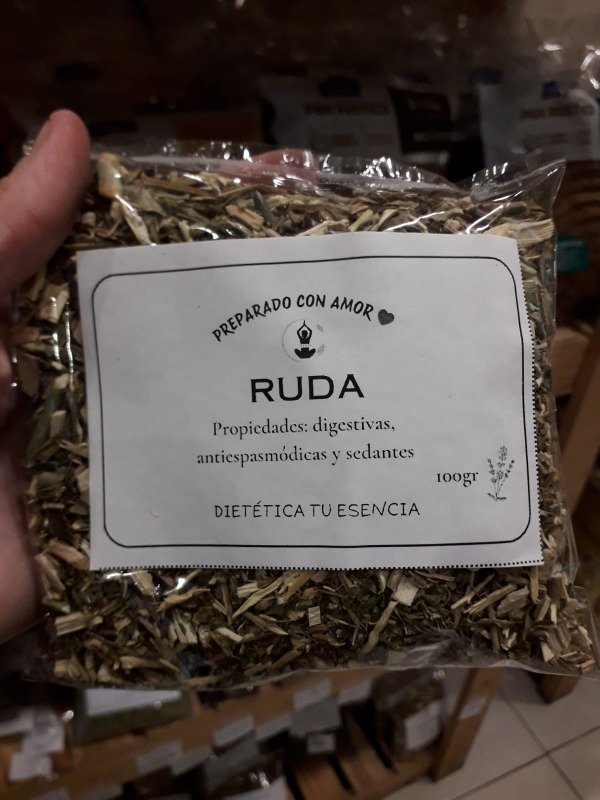 PREPARADO CON AMOR
RUDA
Propiedades: digestivas,
antiespasmódicas y sedantes
100gr
DIETÉTICA TU ESENCIA